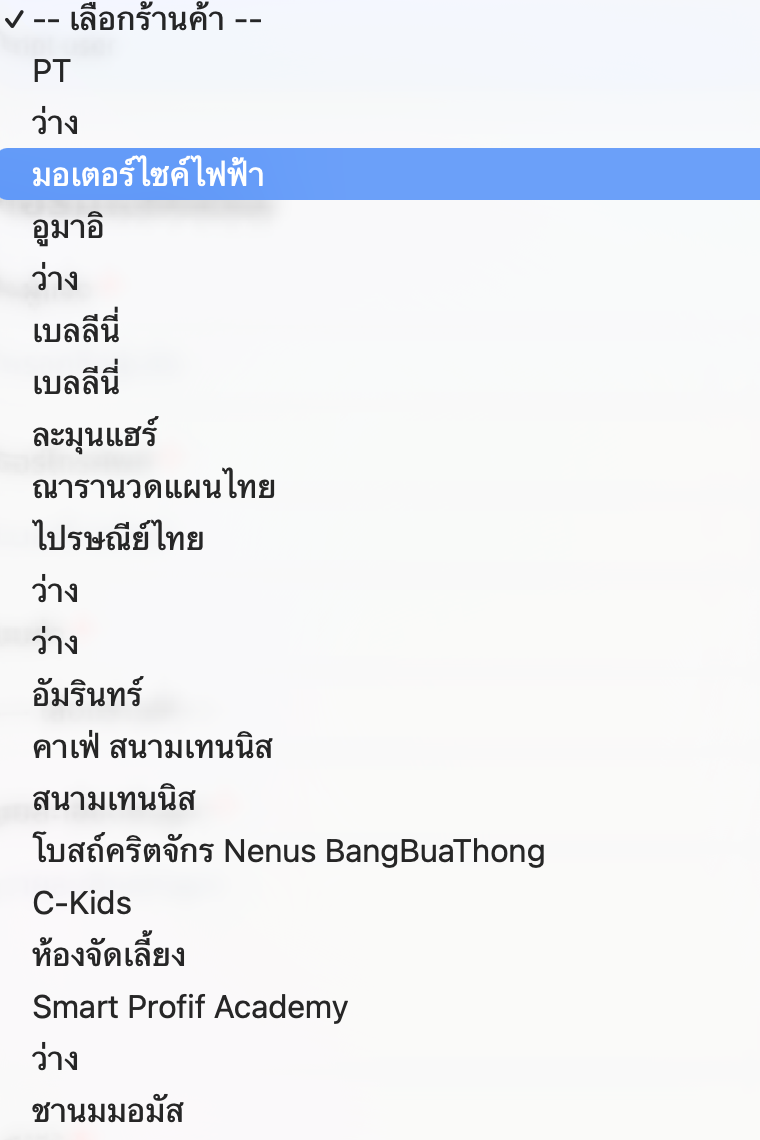 ✓ -- เลือกร้านค้า --
PT
ว่าง
มอเตอร์ไซค์ไฟฟ้า
อูมาอิ
ว่าง
เบลลีนี่
เบลลีนี่
ละมุนแฮร์
ณารานวดแผนไทย
ไปรษณีย์ไทย
ว่าง
ว่าง
อัมรินทร์
คาเฟ่ สนามเทนนิส
สนามเทนนิส
โบสถ์คริตจักร Nenus BangBuaThong
C-Kids
ห้องจัดเลี้ยง
Smart Profif Academy
ว่าง
ชานมมอมัส